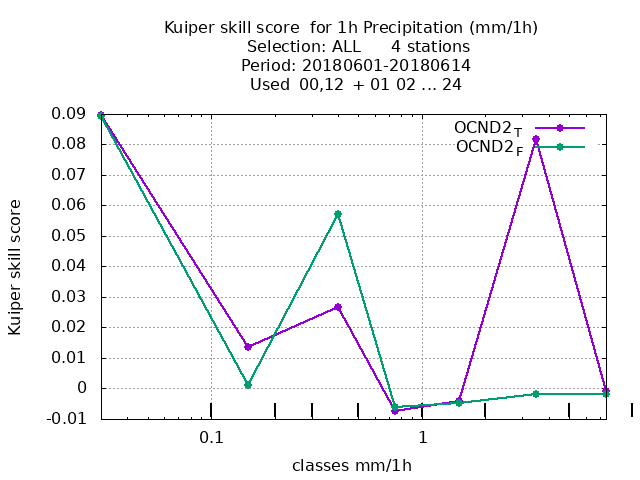 Kuiper skill score  for 1h Precipitation (mm/1h)
Selection: ALL      4 stations
Period: 20180601-20180614
Used  00,12  + 01 02 ... 24
OCND2T
OCND2F
0.09
0.08
0.07
0.06
0.05
0.04
0.03
0.02
0.01
0
-0.01
Kuiper skill score
0.1 1
classes mm/1h